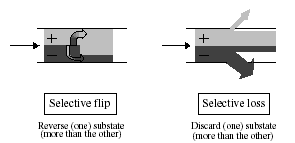 +
−
+
−
Selective flip
Selective loss
Reverse (one) substate
(more than the other)
Discard (one) substate
(more than the other)